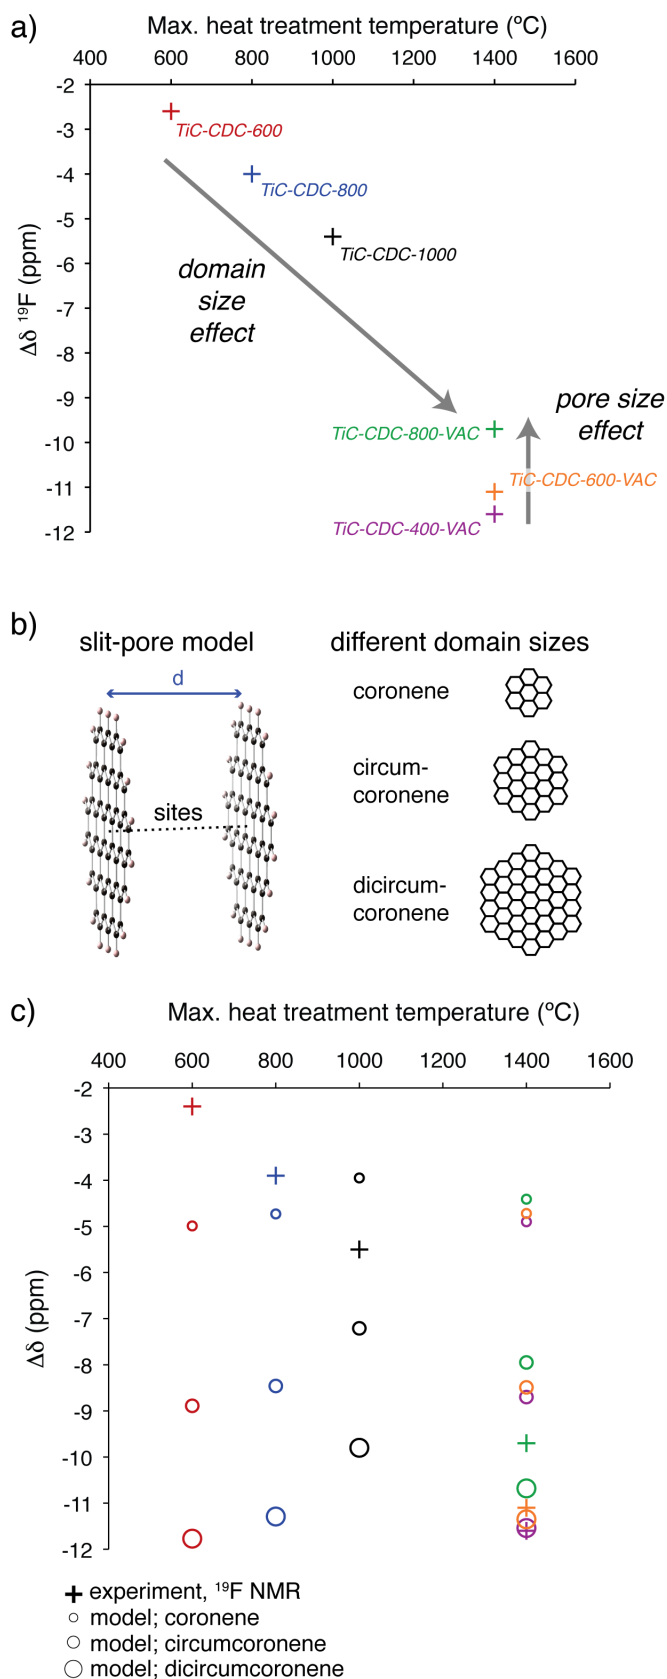 a)
Max. heat treatment temperature (ºC)
400 600 800 1000 1200 1400 1600
-2
-3
-4
-5
-6
-7
-8
-9
-10
-11
-12
Δδ ¹⁹F (ppm)
TiC-CDC-600
TiC-CDC-800
TiC-CDC-1000
domain
size
effect
pore size
effect
TiC-CDC-800-VAC
TiC-CDC-600-VAC
TiC-CDC-400-VAC
b)
slit-pore model
d
sites
different domain sizes
coronene
circum-
coronene
dicircum-
coronene
c)
Max. heat treatment temperature (ºC)
400 600 800 1000 1200 1400 1600
-2
-3
-4
-5
-6
-7
-8
-9
-10
-11
-12
Δδ (ppm)
experiment, ¹⁹F NMR
model; coronene
model; circumcoronene
model; dicircumcoronene